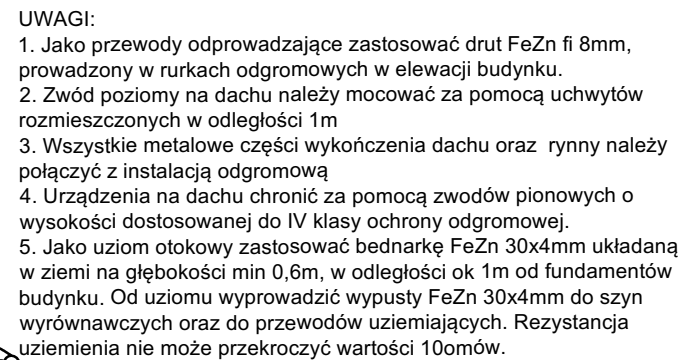 UWAGI:
1. Jako przewody odprowadzające zastosować drut FeZn fi 8mm,
prowadzony w rurkach odgromowych w elewacji budynku.
2. Zwód poziomy na dachu należy mocować za pomocą uchwytów
rozmieszczonych w odległości 1m
3. Wszystkie metalowe części wykończenia dachu oraz  rynny należy
połączyć z instalacją odgromową
4. Urządzenia na dachu chronić za pomocą zwodów pionowych o
wysokości dostosowanej do IV klasy ochrony odgromowej.
5. Jako uziom otokowy zastosować bednarkę FeZn 30x4mm układaną
w ziemi na głębokości min 0,6m, w odległości ok 1m od fundamentów
budynku. Od uziomu wyprowadzić wypusty FeZn 30x4mm do szyn
wyrównawczych oraz do przewodów uziemiających. Rezystancja
uziemienia nie może przekroczyć wartości 10omów.